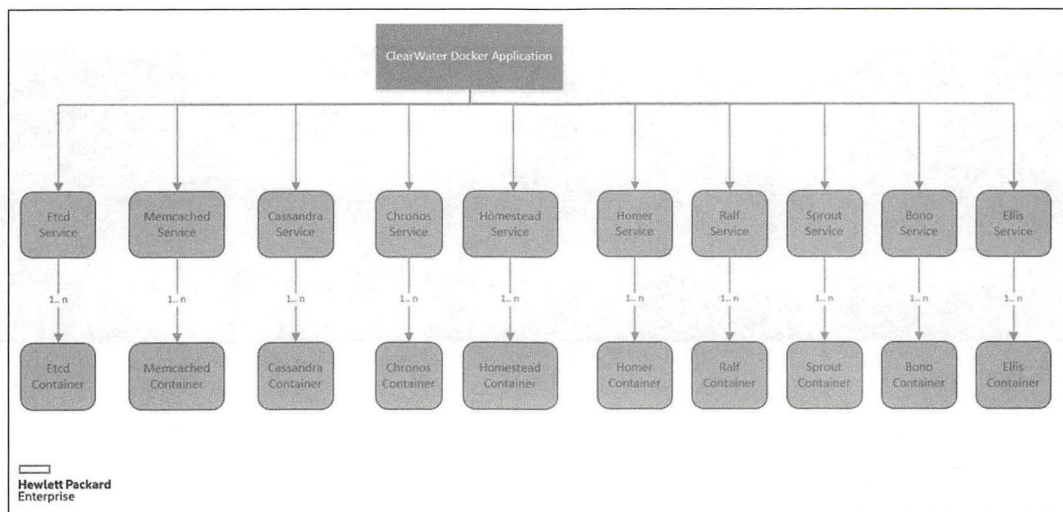 ClearWater Docker Application
Etcd
Service
Memcached
Service
Cassandra
Service
Chronos
Service
Homestead
Service
Homer
Service
Ralf
Service
Sprout
Service
Bono
Service
Ellis
Service
1.. n
1.. n
1.. n
1.. n
1.. n
1.. n
1.. n
1.. n
1.. n
1.. n
Etcd
Container
Memcached
Container
Cassandra
Container
Chronos
Container
Homestead
Container
Homer
Container
Ralf
Container
Sprout
Container
Bono
Container
Ellis
Container
Hewlett Packard
Enterprise